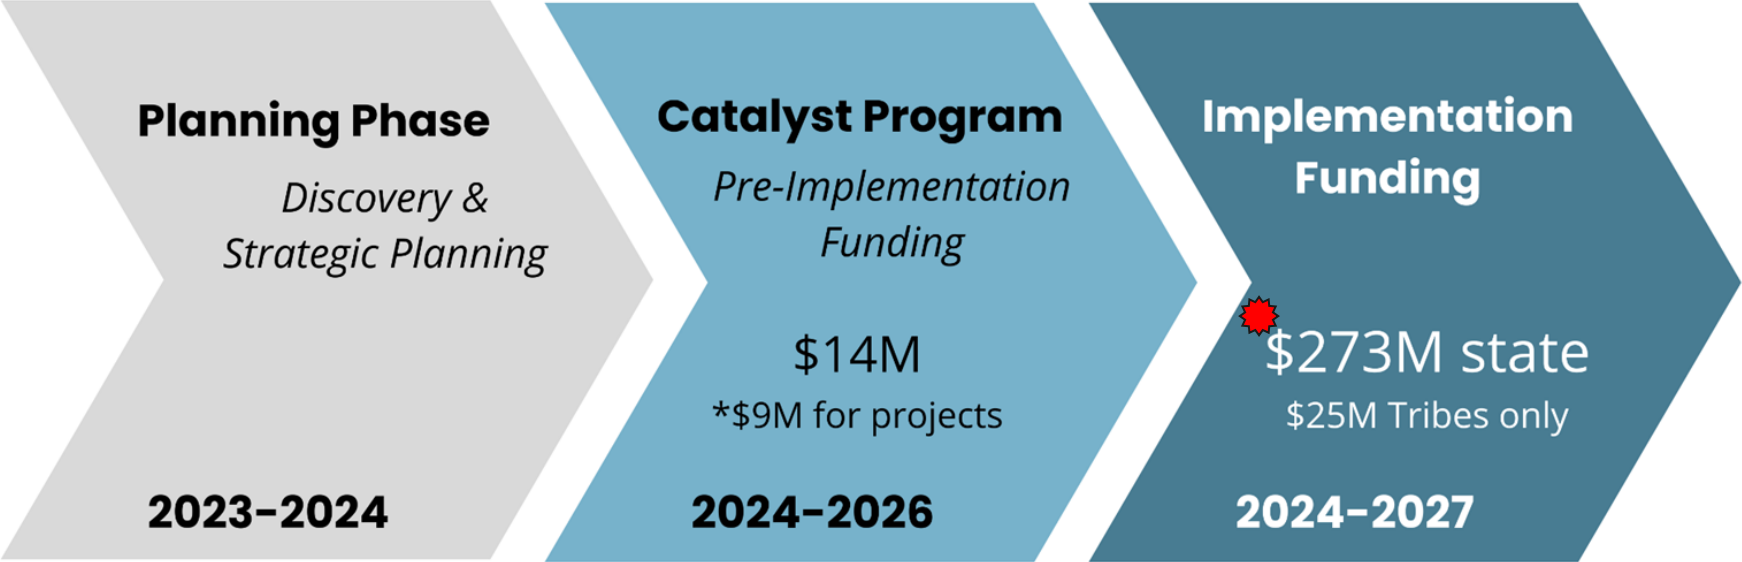 Planning Phase
Discovery &
Strategic Planning
2023-2024
Catalyst Program
Pre-Implementation
Funding
$14M
*$9M for projects
2024-2026
Implementation
Funding
$273M state
$25M Tribes only
2024-2027